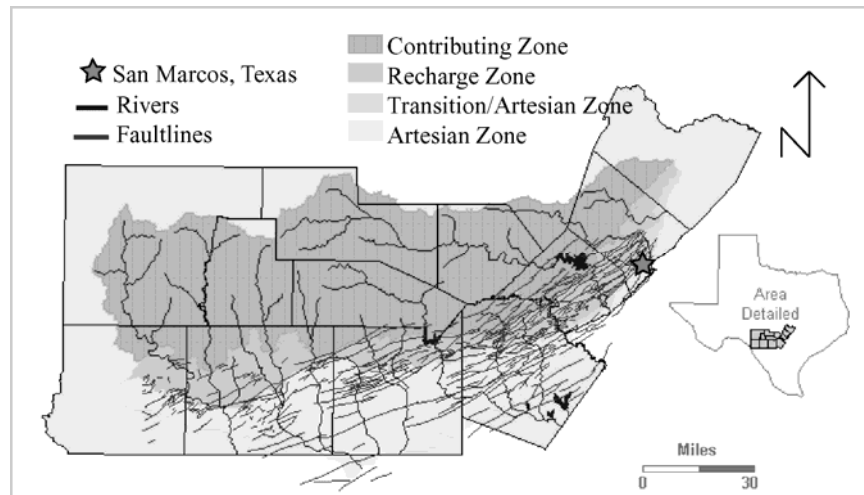 San Marcos, Texas
Rivers
Faultlines
Contributing Zone
Recharge Zone
Transition/Artesian Zone
Artesian Zone
N
Area
Detailed
Miles
0 30